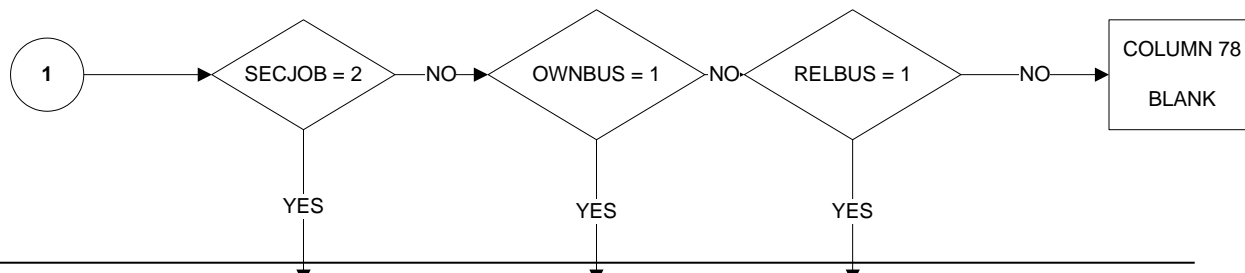 1
SECJOB = 2
NO
OWNBUS = 1
NO
RELBUS = 1
NO
COLUMN 78
BLANK
YES
YES
YES